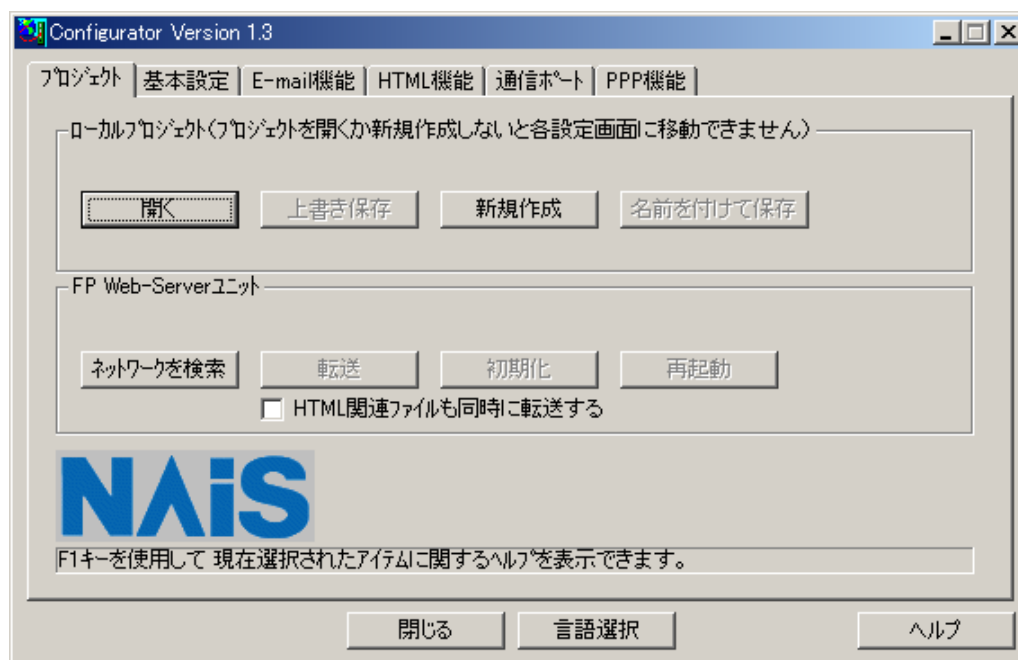 Configurator Version 1.3
ﾌﾟﾛｼﾞｪｸﾄ 基本設定 E-mail機能 HTML機能 通信ﾎﾟｰﾄ PPP機能
ﾛｰｶﾙﾌﾟﾛｼﾞｪｸﾄ(ﾌﾟﾛｼﾞｪｸﾄを開くか新規作成しないと各設定画面に移動できません)
開く 上書き保存 新規作成 名前を付けて保存
FP Web-Serverﾕﾆｯﾄ
ﾈｯﾄﾜｰｸを検索 転送 初期化 再起動
HTML関連ﾌｧｲﾙも同時に転送する
NAiS
F1ｷｰを使用して 現在選択されたｱｲﾃﾑに関するﾍﾙﾌﾟを表示できます。
閉じる 言語選択 ヘルプ